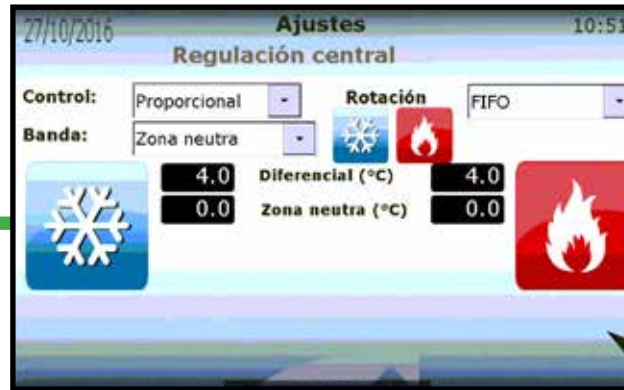 27/10/2016 Ajustes 10:51
Regulación central
Control: Proporcional Rotación FIFO
Banda: Zona neutra
4.0 Diferencial (°C) 4.0
0.0 Zona neutra (°C) 0.0